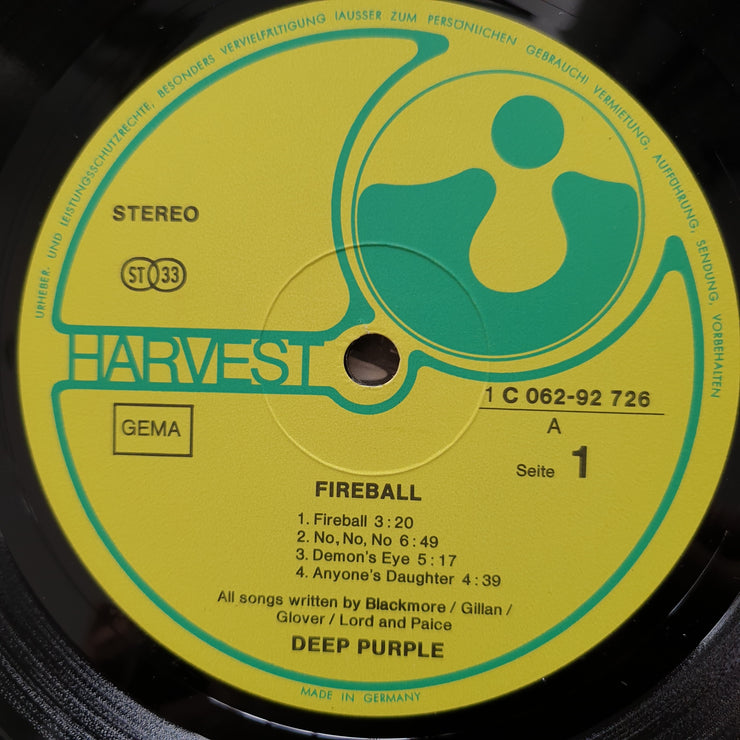 URHEBER- UND LEISTUNGSSCHUTZRECHTE, BESONDERS VERVIELFÄLTIGUNG (AUSSER ZUM PERSÖNLICHEN GEBRAUCH) VERMIETUNG, AUFFÜHRUNG, SENDUNG, VORBEHALTEN
STEREO
ST 33
HARVEST
GEMA
1 C 062-92 726
A
Seite 1
FIREBALL
1. Fireball 3:20
2. No, No, No 6:49
3. Demon's Eye 5:17
4. Anyone's Daughter 4:39
All songs written by Blackmore / Gillan /
Glover / Lord and Paice
DEEP PURPLE
MADE IN GERMANY